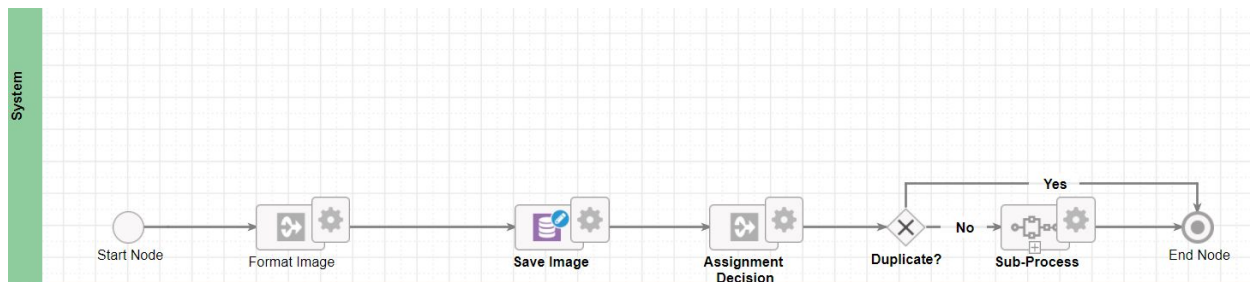 System
Start Node
Format Image
Save Image
Assignment
Decision
Duplicate?
Yes
No
Sub-Process
End Node